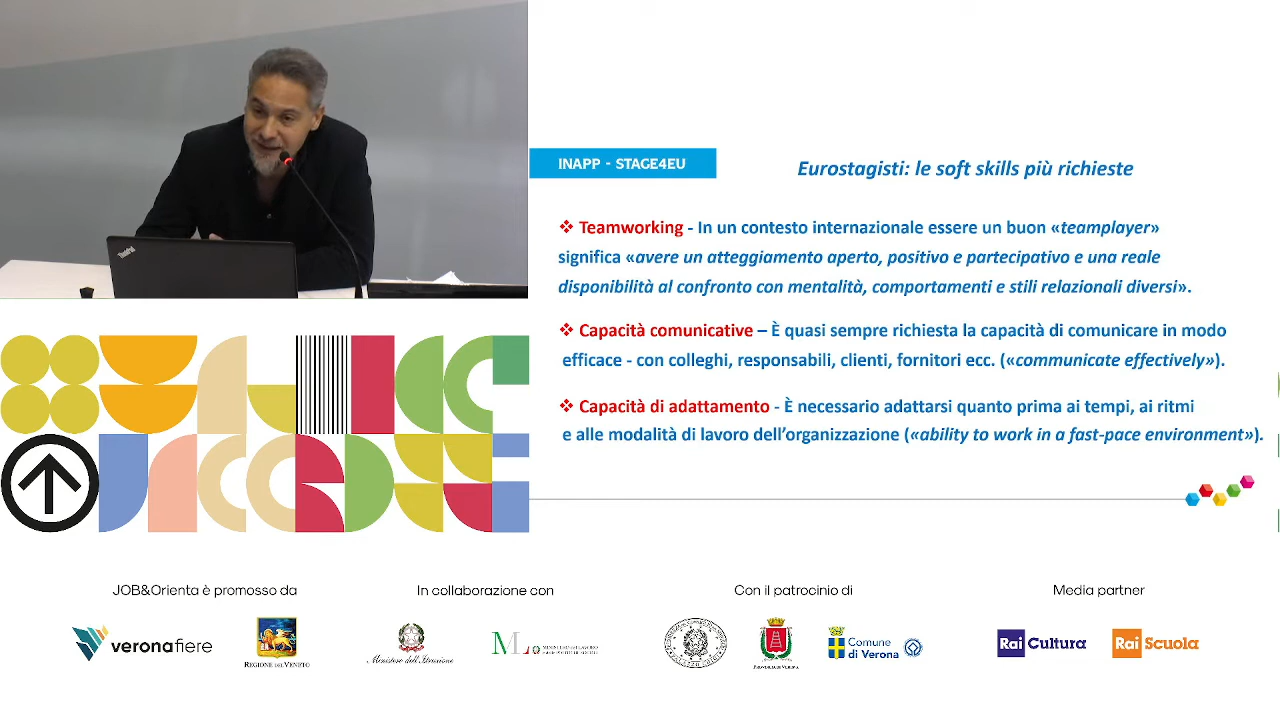 ThinkPad
INAPP - STAGE4EU
Eurostagisti: le soft skills più richieste
❖ Teamworking - In un contesto internazionale essere un buon «teamplayer»
significa «avere un atteggiamento aperto, positivo e partecipativo e una reale
disponibilità al confronto con mentalità, comportamenti e stili relazionali diversi».
❖ Capacità comunicative – È quasi sempre richiesta la capacità di comunicare in modo
efficace - con colleghi, responsabili, clienti, fornitori ecc. («communicate effectively»).
❖ Capacità di adattamento - È necessario adattarsi quanto prima ai tempi, ai ritmi
e alle modalità di lavoro dell’organizzazione («ability to work in a fast-pace environment»).
JOB&Orienta è promosso da
In collaborazione con
Con il patrocinio di
Media partner
veronafiere
REGIONE DEL VENETO
Ministero dell'Istruzione
ML
PROVINCIA DI VERONA
Comune
di Verona
Rai Cultura
Rai Scuola